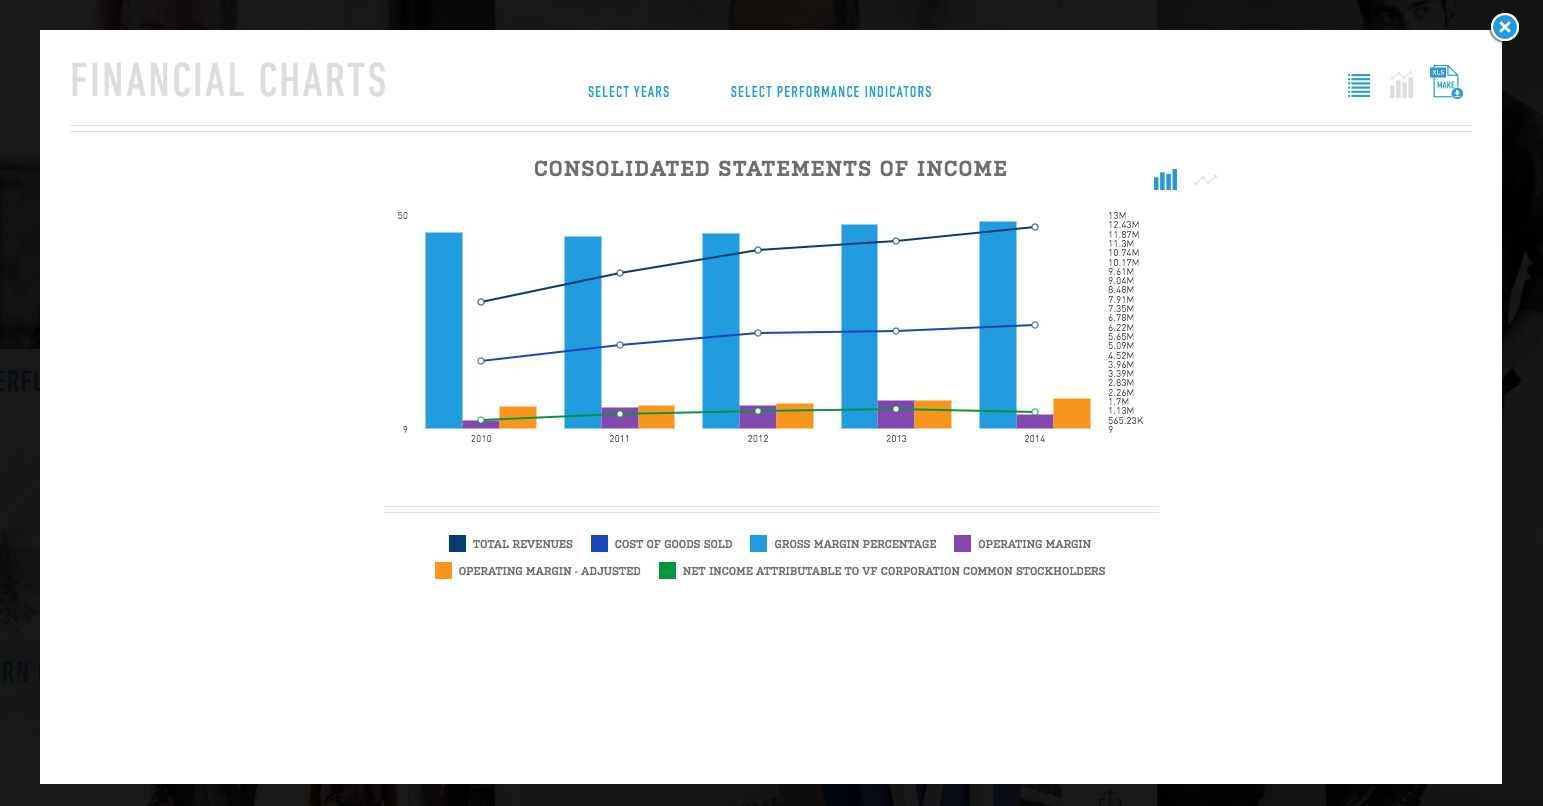 FINANCIAL CHARTS
SELECT YEARS
SELECT PERFORMANCE INDICATORS
XLS
MAKE
CONSOLIDATED STATEMENTS OF INCOME
50
9
13M
12.43M
11.87M
11.3M
10.74M
10.17M
9.61M
9.04M
8.48M
7.91M
7.35M
6.78M
6.22M
5.65M
5.09M
4.52M
3.96M
3.39M
2.83M
2.26M
1.7M
1.13M
565.23K
9
2010 2011 2012 2013 2014
TOTAL REVENUES COST OF GOODS SOLD GROSS MARGIN PERCENTAGE OPERATING MARGIN
OPERATING MARGIN - ADJUSTED NET INCOME ATTRIBUTABLE TO VF CORPORATION COMMON STOCKHOLDERS